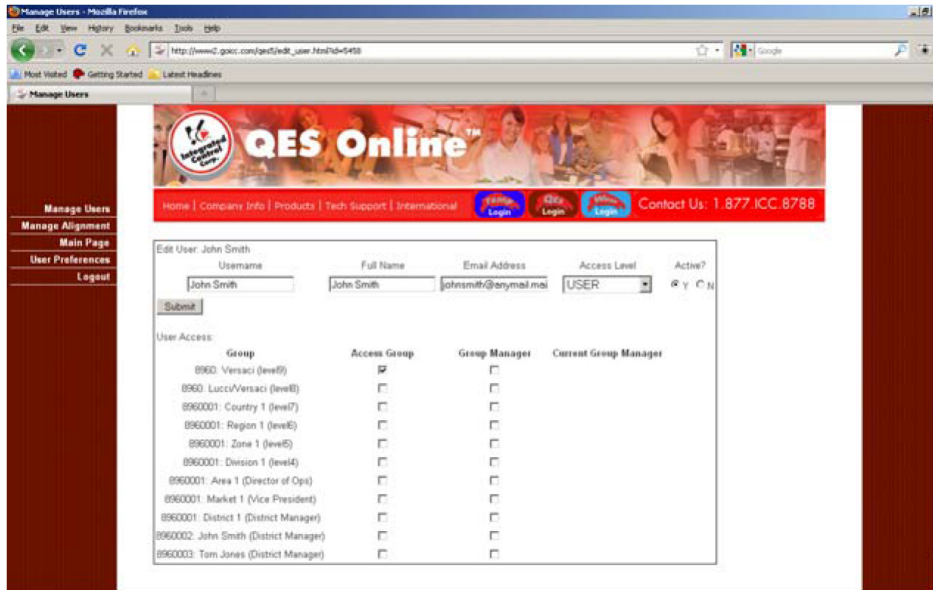 Manage Users - Mozilla Firefox
File Edit View History Bookmarks Tools Help
http://www2.goicc.com/qes5/edit_user.html?id=5458
Google
Most Visited Getting Started Latest Headlines
Manage Users
Integrated Control Corp.
QES Online™
Home | Company Info | Products | Tech Support | International
Login
Login
Login
Contact Us: 1.877.ICC.8788
Manage Users
Manage Alignment
Main Page
User Preferences
Logout
Edit User: John Smith
Username Full Name Email Address Access Level Active?
John Smith John Smith johnsmith@anymail.mai USER Y N
Submit
User Access:
Group Access Group Group Manager Current Group Manager
8960: Versaci (level9)
8960: Lucci/Versaci (level8)
8960001: Country 1 (level7)
8960001: Region 1 (level6)
8960001: Zone 1 (level5)
8960001: Division 1 (level4)
8960001: Area 1 (Director of Ops)
8960001: Market 1 (Vice President)
8960001: District 1 (District Manager)
8960002: John Smith (District Manager)
8960003: Tom Jones (District Manager)